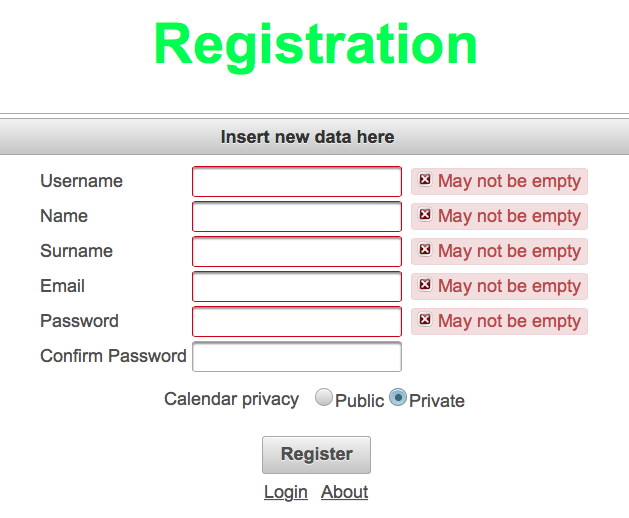 Registration
Insert new data here
Username May not be empty
Name May not be empty
Surname May not be empty
Email May not be empty
Password May not be empty
Confirm Password
Calendar privacy Public Private
Register
Login About